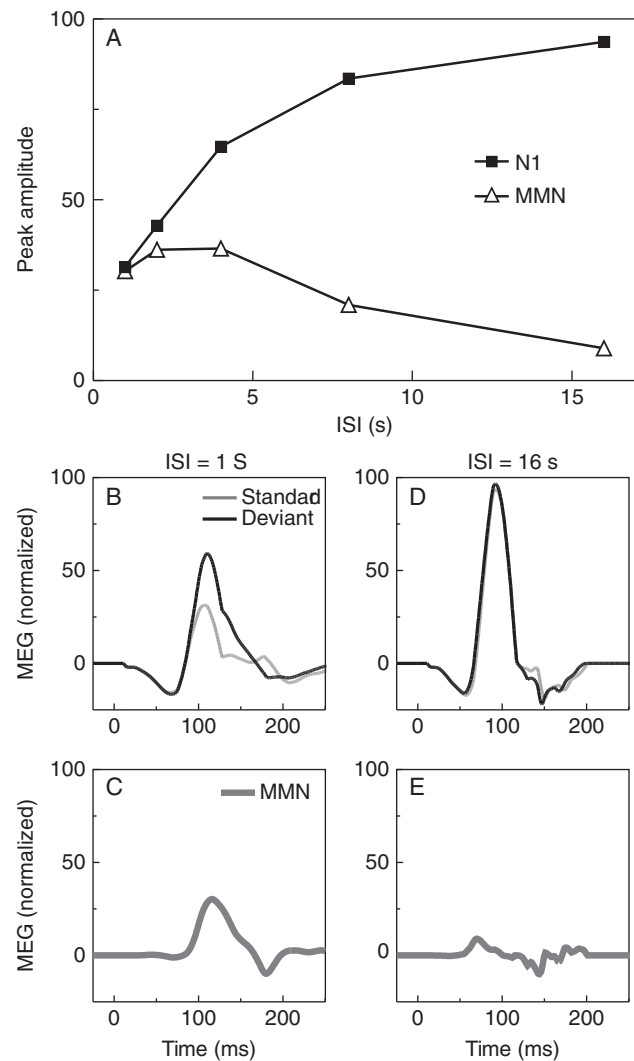 100
A
N1
MMN
50
0
Peak amplitude
0
5
10
15
ISI (s)
ISI = 1 S
100
B
Standad
Deviant
50
0
MEG (normalized)
0
100
200
ISI = 16 s
100
D
50
0
0
100
200
100
C
MMN
50
0
MEG (normalized)
0
100
200
Time (ms)
100
E
50
0
0
100
200
Time (ms)